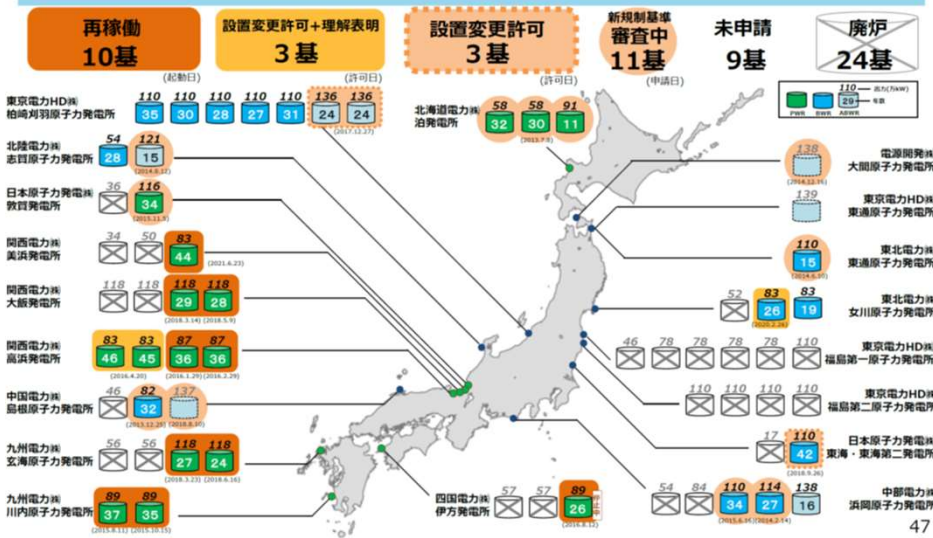 再稼働
10基
(起動日)
設置変更許可+理解表明
3基
(許可日)
設置変更許可
3基
(許可日)
新規制基準
審査中
11基
(申請日)
未申請
9基
廃炉
24基
110 出力(万kW)
29 年数
PWR BWR ABWR
東京電力HD㈱
柏崎刈羽原子力発電所
110 110 110 110 110 136 136
35 30 28 27 31 24 24
(2017.12.27)
北海道電力㈱
泊発電所
58 58 91
32 30 11
(2013.7.8)
北陸電力㈱
志賀原子力発電所
54 121
28 15
(2014.8.12)
日本原子力発電㈱
敦賀発電所
36 116
34
(2015.11.5)
関西電力㈱
美浜発電所
34 50 83
44
(2021.6.23)
関西電力㈱
大飯発電所
118 118 118 118
29 28
(2018.3.14) (2018.5.9)
関西電力㈱
高浜発電所
83 83 87 87
46 45 36 36
(2016.4.20) (2016.1.29) (2016.2.29)
中国電力㈱
島根原子力発電所
46 82 137
32
(2013.12.25) (2018.8.10)
九州電力㈱
玄海原子力発電所
56 56 118 118
27 24
(2018.3.23) (2018.6.16)
九州電力㈱
川内原子力発電所
89 89
37 35
(2015.8.11) (2015.10.15)
四国電力㈱
伊方発電所
57 57 89
26
停止中
(2016.8.12)
138
電源開発㈱
大間原子力発電所
(2014.12.16)
139
東京電力HD㈱
東通原子力発電所
110
15
東北電力㈱
東通原子力発電所
(2014.6.10)
52 83 83
26 19
東北電力㈱
女川原子力発電所
(2020.2.26)
東京電力HD㈱
福島第一原子力発電所
46 78 78 78 78 110
東京電力HD㈱
福島第二原子力発電所
110 110 110 110
17 110
42
日本原子力発電㈱
東海・東海第二発電所
(2018.9.26)
54 84 110 114 138
34 27 16
中部電力㈱
浜岡原子力発電所
(2015.6.16) (2014.2.14)
47